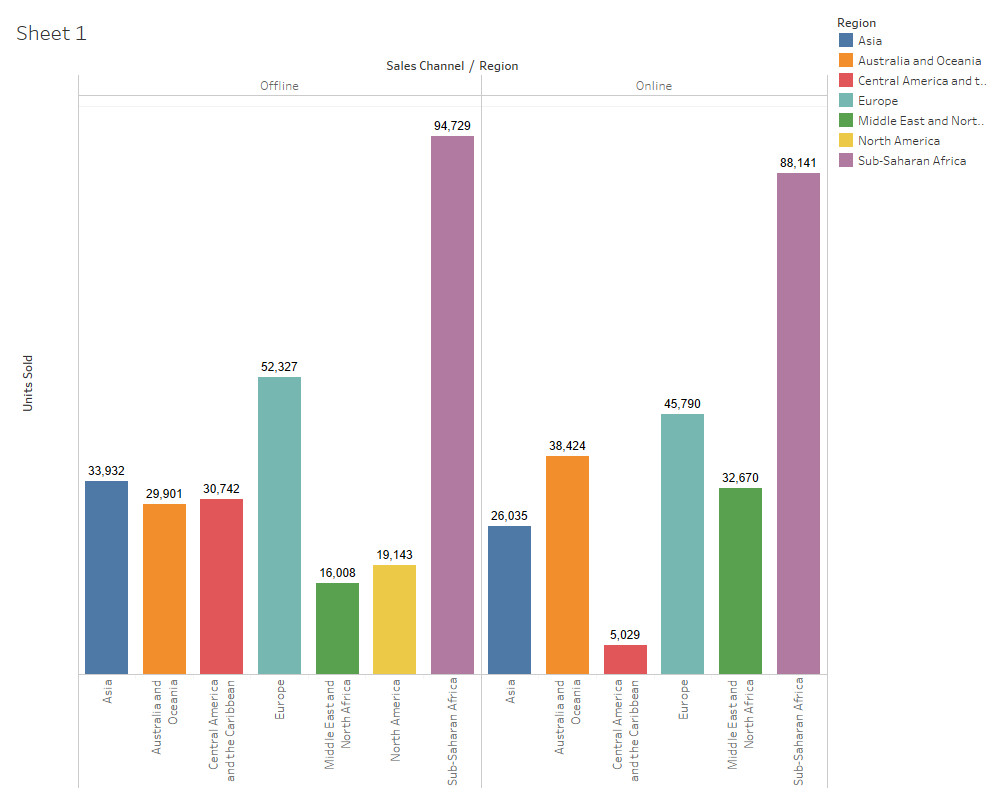 Sheet 1
Sales Channel / Region
Offline
Online
94,729
88,141
52,327
45,790
38,424
33,932
32,670
29,901
30,742
26,035
19,143
16,008
5,029
Units Sold
Asia
Australia and
Oceania
Central America
and the Caribbean
Europe
Middle East and
North Africa
North America
Sub-Saharan Africa
Asia
Australia and
Oceania
Central America
and the Caribbean
Europe
Middle East and
North Africa
Sub-Saharan Africa
Region
Asia
Australia and Oceania
Central America and t..
Europe
Middle East and Nort..
North America
Sub-Saharan Africa